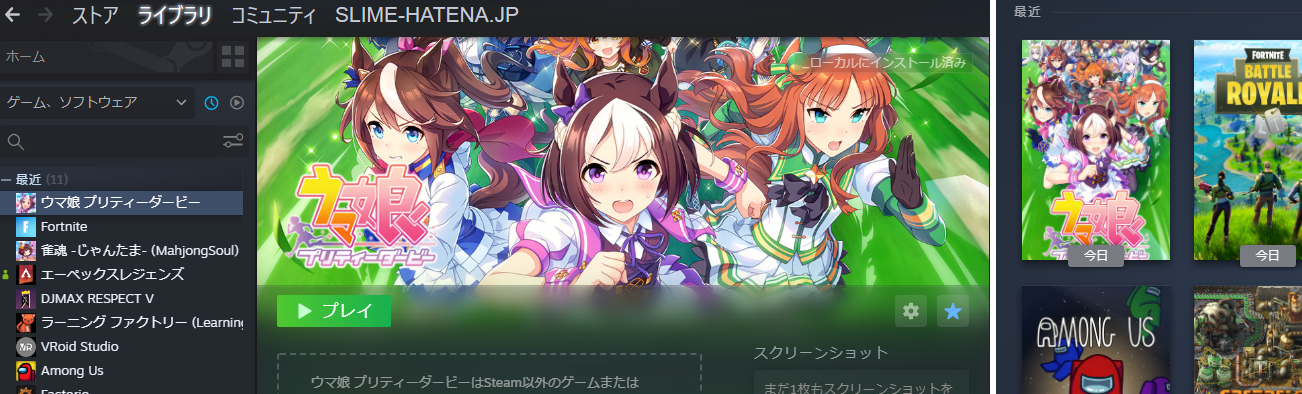 ストア ライブラリ コミュニティ SLIME-HATENA.JP
ホーム
ゲーム、ソフトウェア
最近 (11)
ウマ娘 プリティーダービー
Fortnite
雀魂 -じゃんたま- (MahjongSoul)
エーペックスレジェンズ
DJMAX RESPECT V
ラーニング ファクトリー (Learning
VRoid Studio
Among Us
Factorio
ローカルにインストール済み
ウマ娘
プリティーダービー
プレイ
ウマ娘 プリティーダービーはSteam以外のゲームまたは
スクリーンショット
まだ1枚もスクリーンショットを
最近
ウマ娘
プリティーダービー
今日
FORTNITE
BATTLE
ROYAL
今日
AMONG US